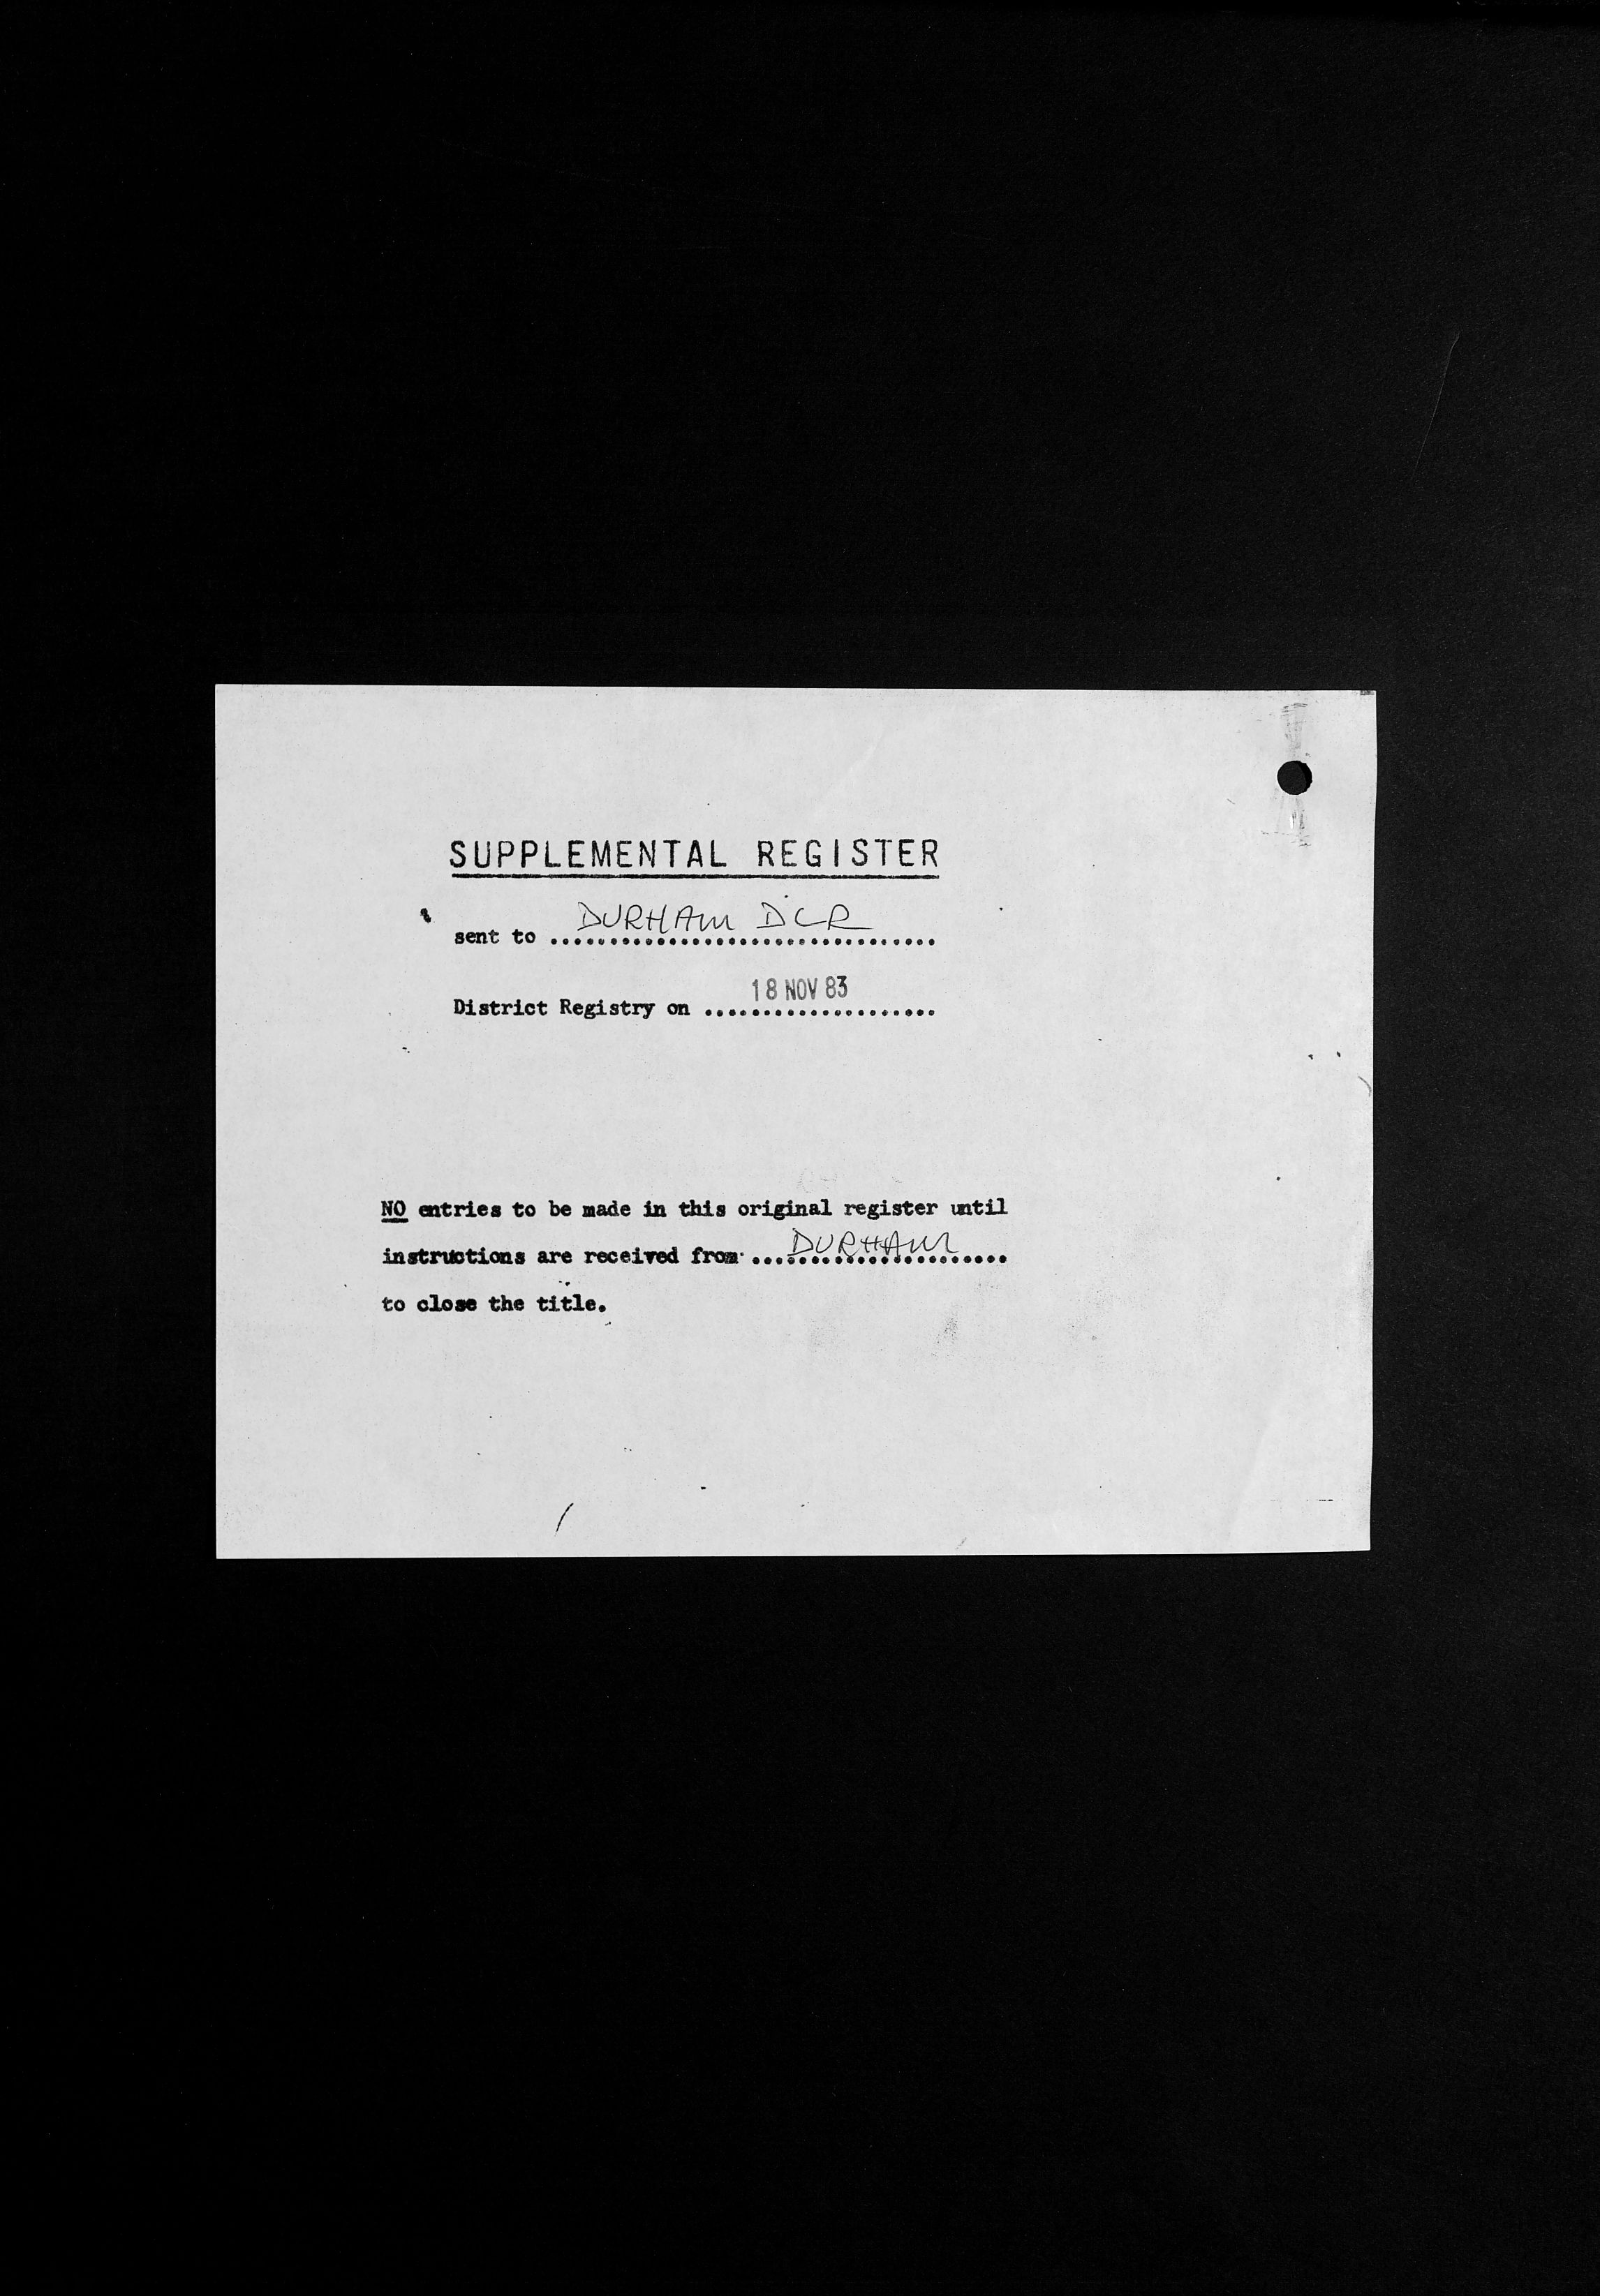 SUPPLEMENTAL REGISTER
sent to DURHAM DLR
District Registry on 18 NOV 83
NO entries to be made in this original register until
instructions are received from DURHAM
to close the title.